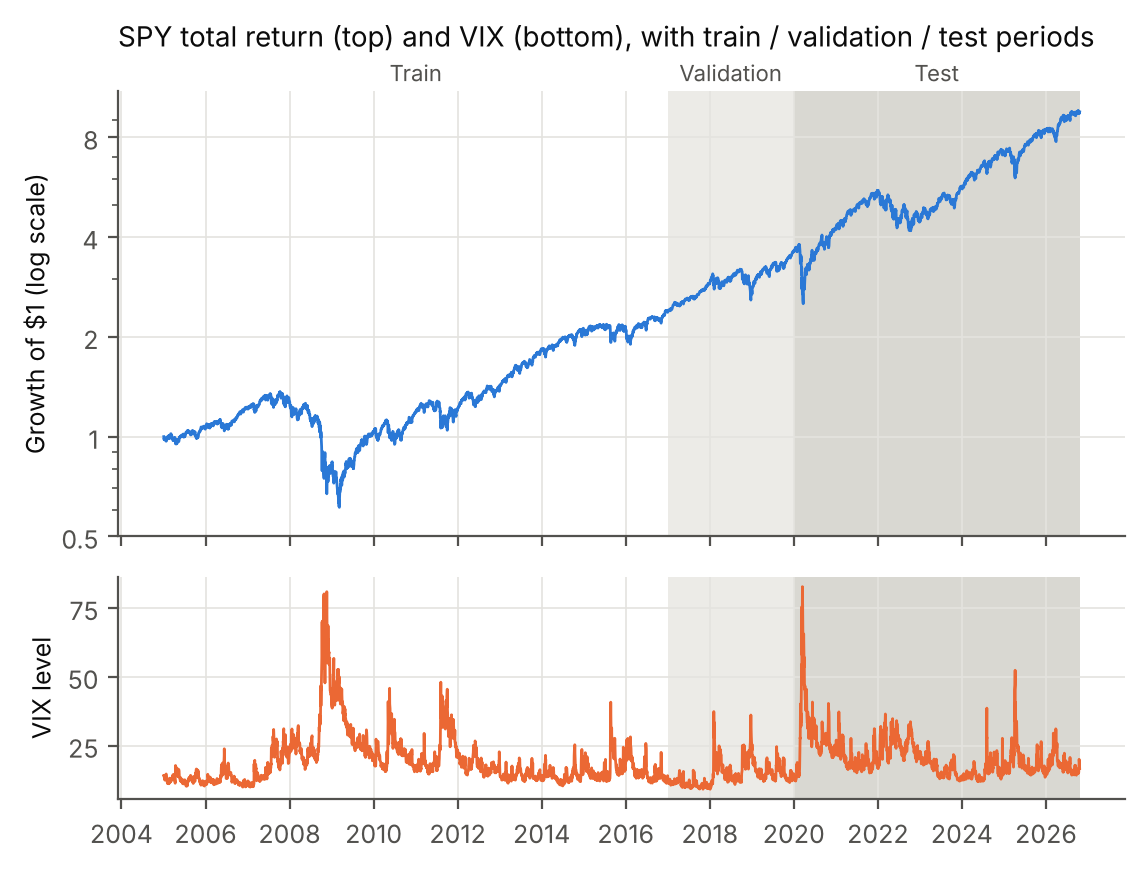 SPY total return (top) and VIX (bottom), with train / validation / test periods
Train Validation Test
Growth of $1 (log scale)
8
4
2
1
0.5
VIX level
75
50
25
2004 2006 2008 2010 2012 2014 2016 2018 2020 2022 2024 2026